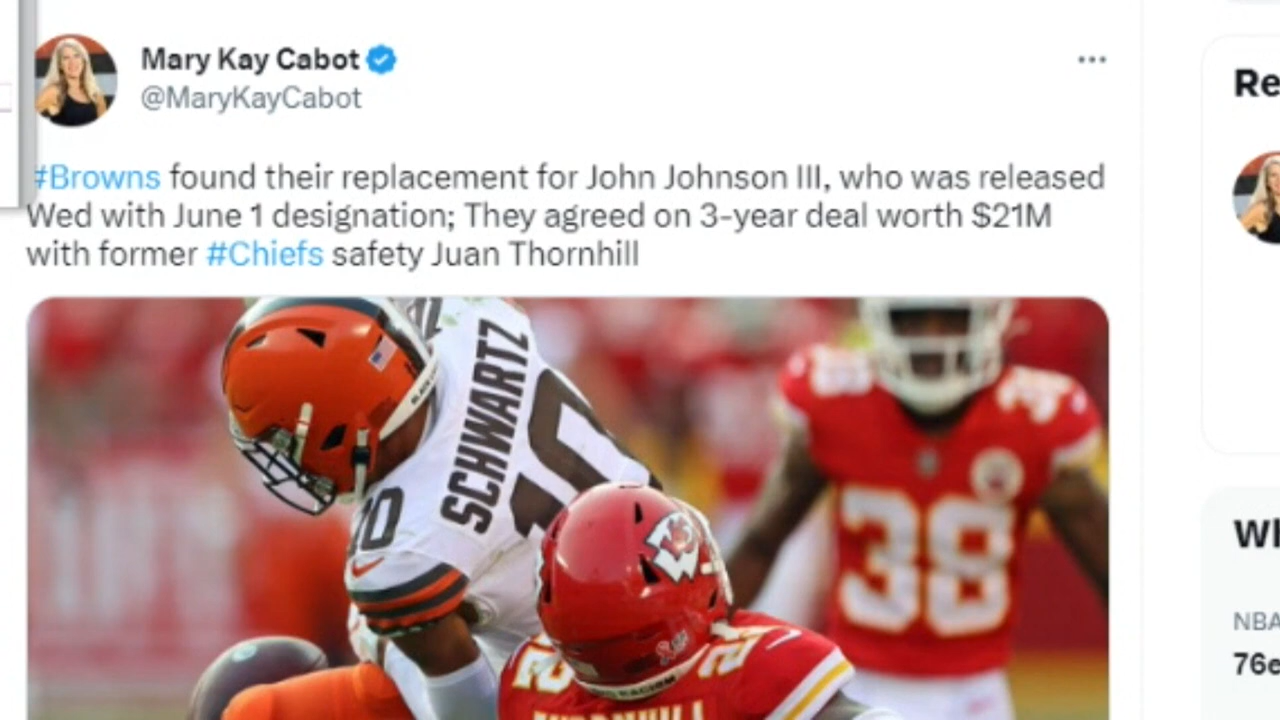 Mary Kay Cabot
@MaryKayCabot
#Browns found their replacement for John Johnson III, who was released
Wed with June 1 designation; They agreed on 3-year deal worth $21M
with former #Chiefs safety Juan Thornhill
SCHWARTZ
10
10
38
Re
Wh
NBA
76e